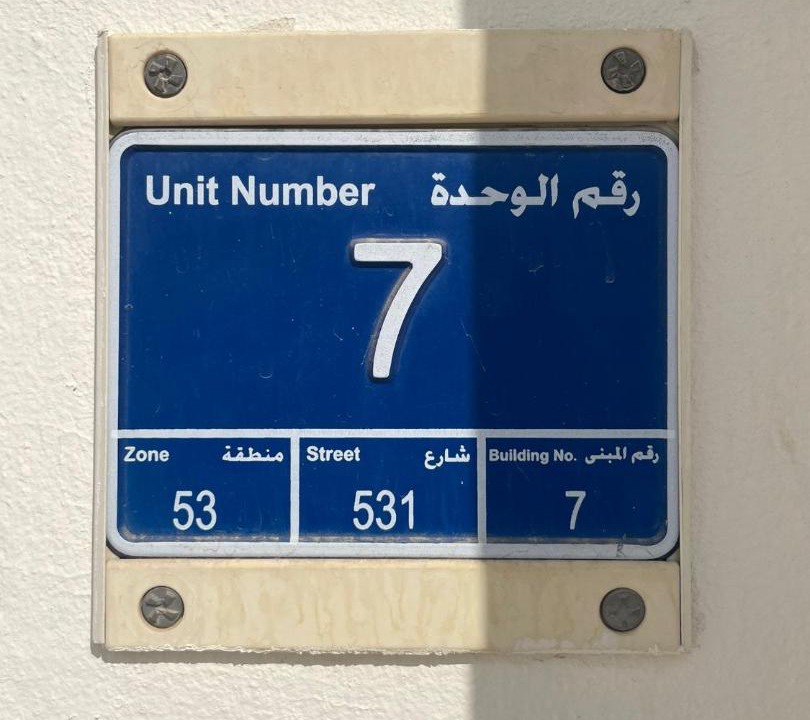 Unit Number رقم الوحدة
7
Zone منطقة Street شارع Building No. رقم المبنى
53 531 7